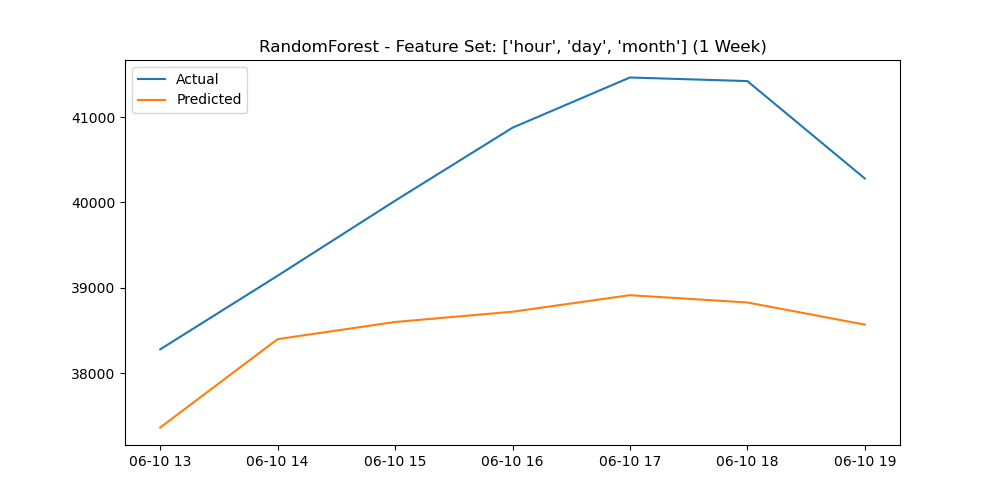 RandomForest - Feature Set: ['hour', 'day', 'month'] (1 Week)
Actual
Predicted
41000
40000
39000
38000
06-10 13 06-10 14 06-10 15 06-10 16 06-10 17 06-10 18 06-10 19